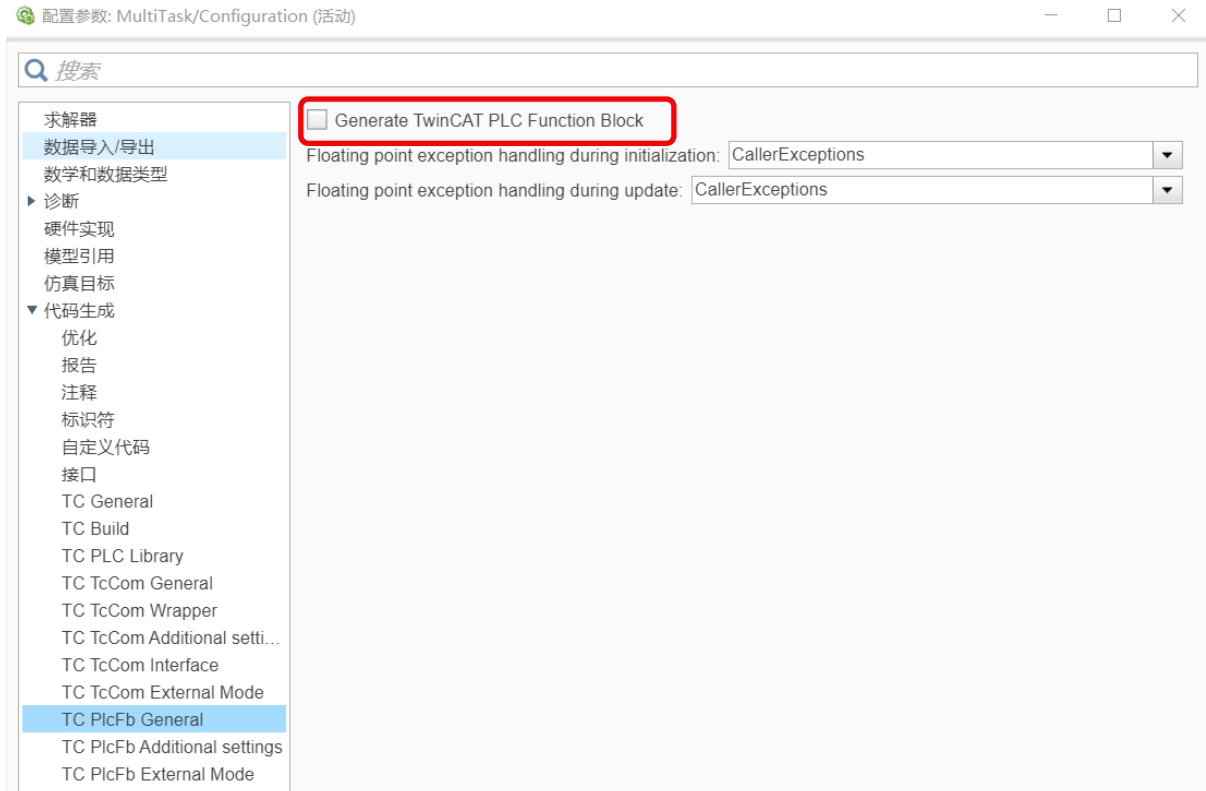 配置参数: MultiTask/Configuration (活动)
搜索
求解器
数据导入/导出
数学和数据类型
诊断
硬件实现
模型引用
仿真目标
代码生成
优化
报告
注释
标识符
自定义代码
接口
TC General
TC Build
TC PLC Library
TC TcCom General
TC TcCom Wrapper
TC TcCom Additional setti...
TC TcCom Interface
TC TcCom External Mode
TC PlcFb General
TC PlcFb Additional settings
TC PlcFb External Mode
Generate TwinCAT PLC Function Block
Floating point exception handling during initialization: CallerExceptions
Floating point exception handling during update: CallerExceptions